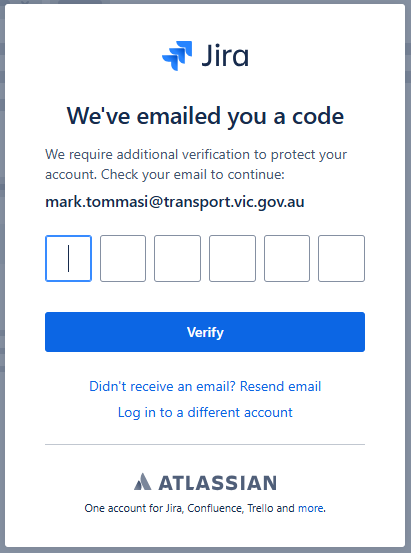 Jira
We've emailed you a code
We require additional verification to protect your
account. Check your email to continue:
mark.tommasi@transport.vic.gov.au
Verify
Didn't receive an email? Resend email
Log in to a different account
ATLASSIAN
One account for Jira, Confluence, Trello and more.